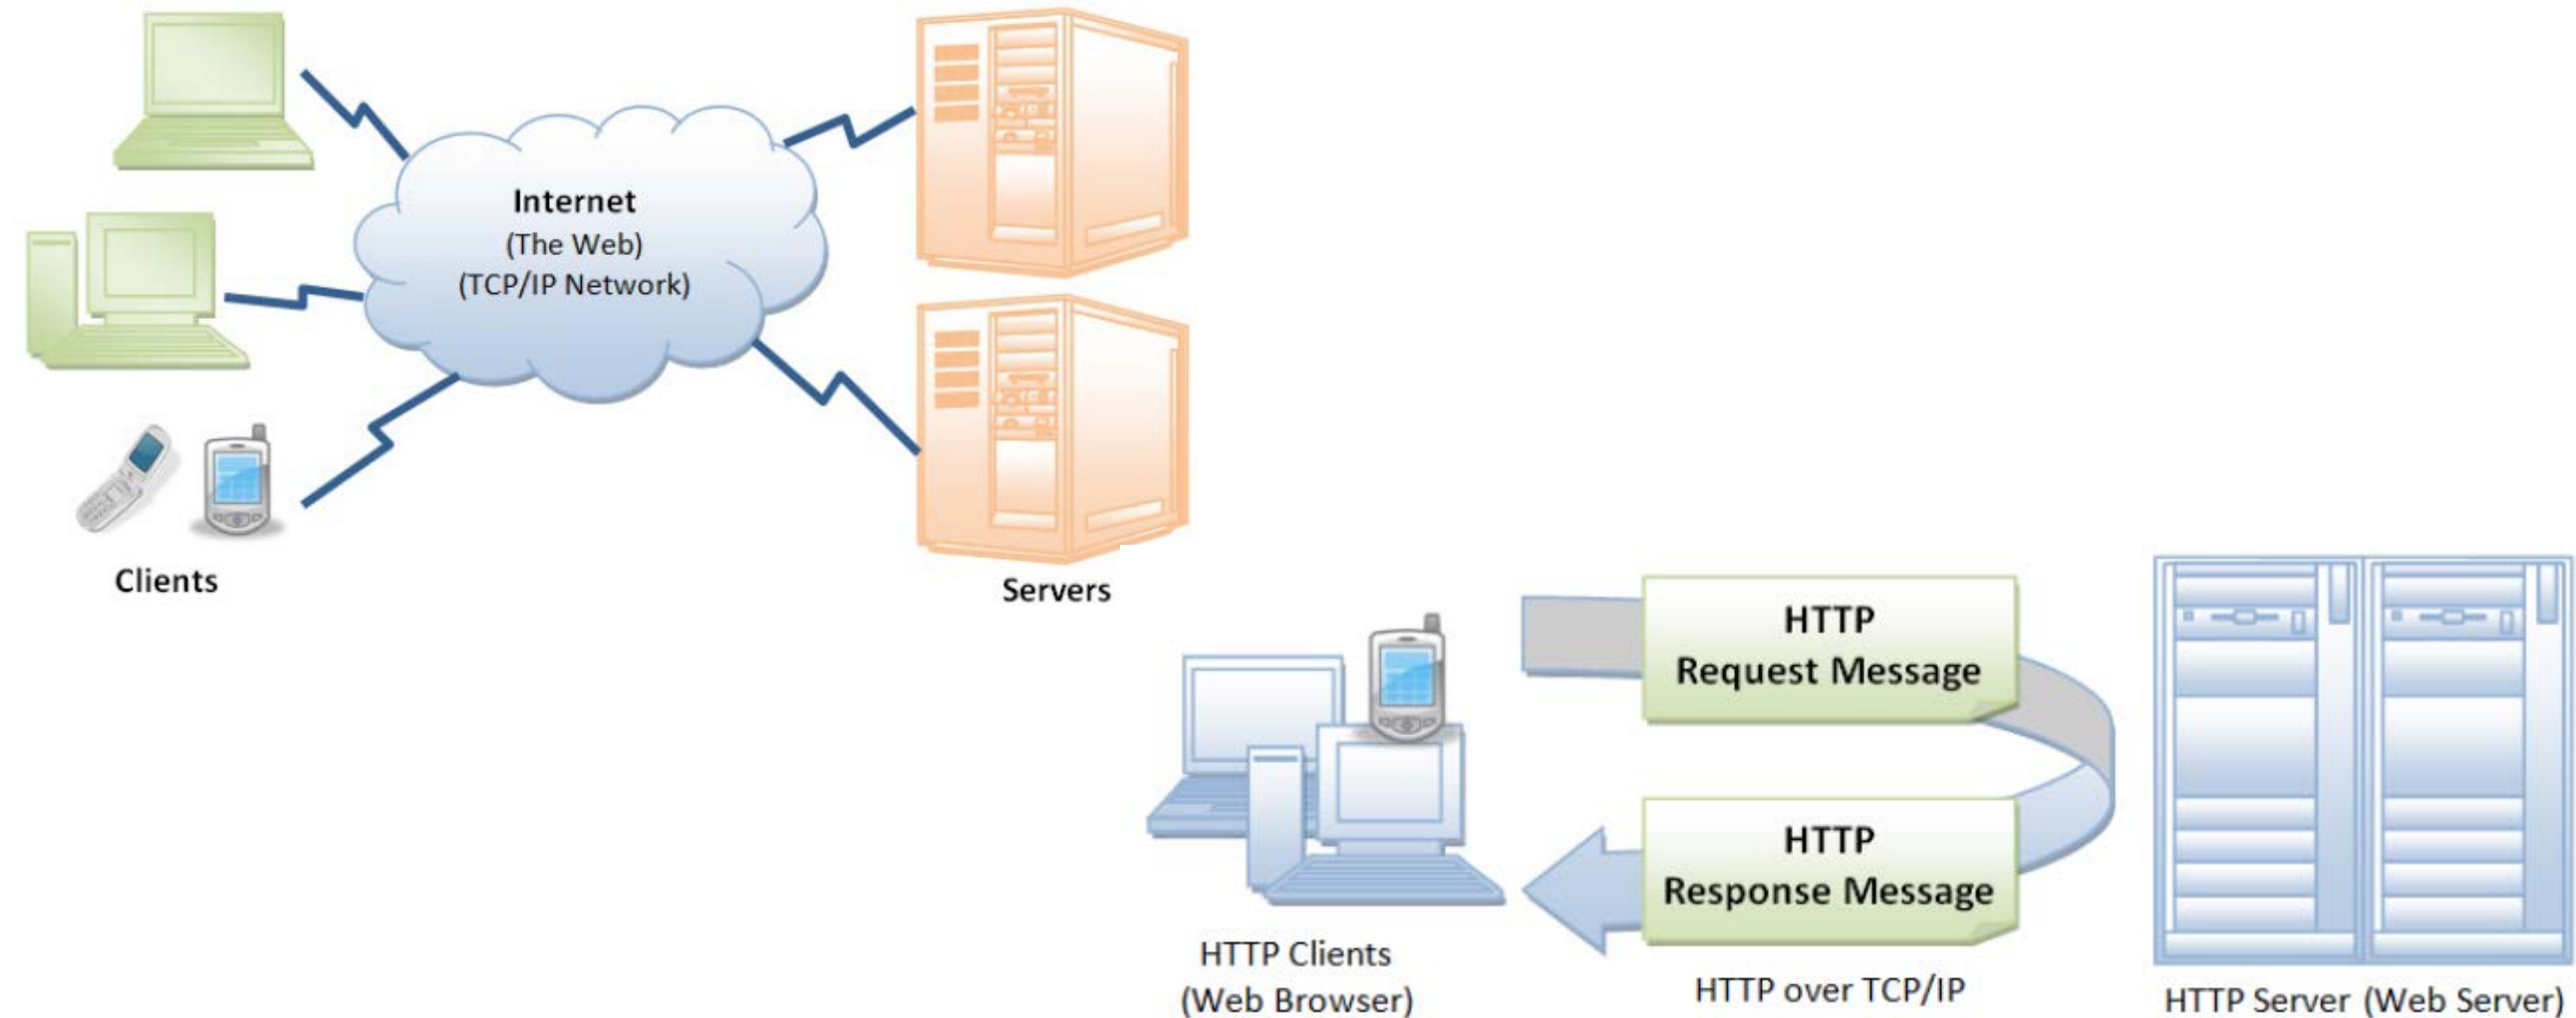 Internet
(The Web)
(TCP/IP Network)
Clients
Servers
HTTP
Request Message
HTTP
Response Message
HTTP Clients
(Web Browser)
HTTP over TCP/IP
HTTP Server (Web Server)